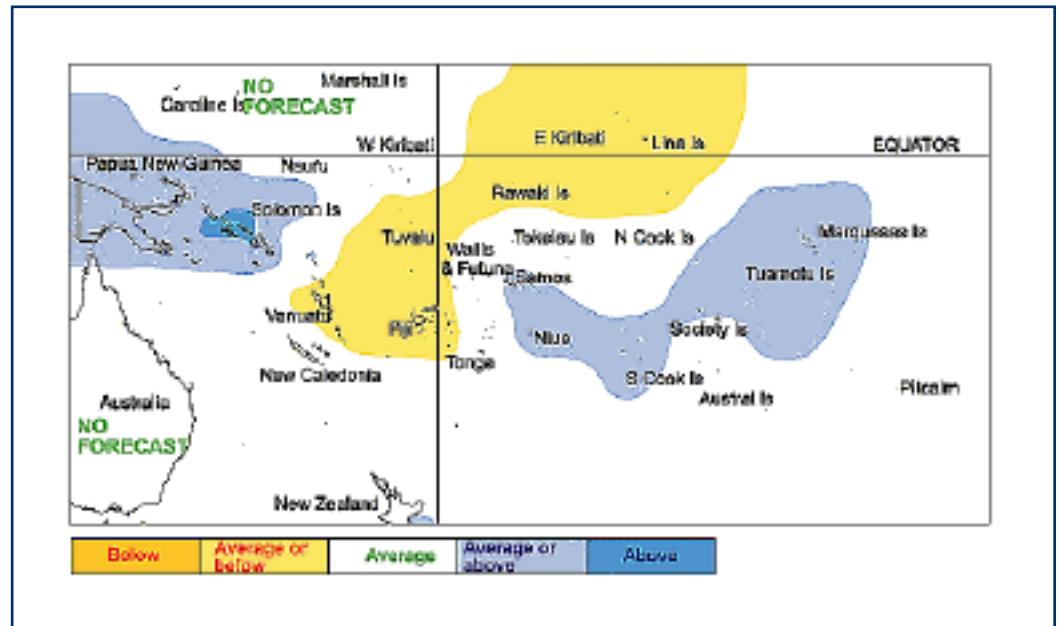 Marshall Is
NO
FORECAST
Caroline Is
W Kiribati
E Kiribati
Line Is
EQUATOR
Papua New Guinea
Nauru
Rawaki Is
Solomon Is
Tuvalu
Tokelau Is
N Cook Is
Marquesas Is
Wallis
& Futuna
Samoa
Tuamotu Is
Vanuatu
Fiji
Niue
Society Is
Tonga
New Caledonia
S Cook Is
Austral Is
Pitcairn
Australia
NO
FORECAST
New Zealand
Below
Average or
below
Average
Average or
above
Above